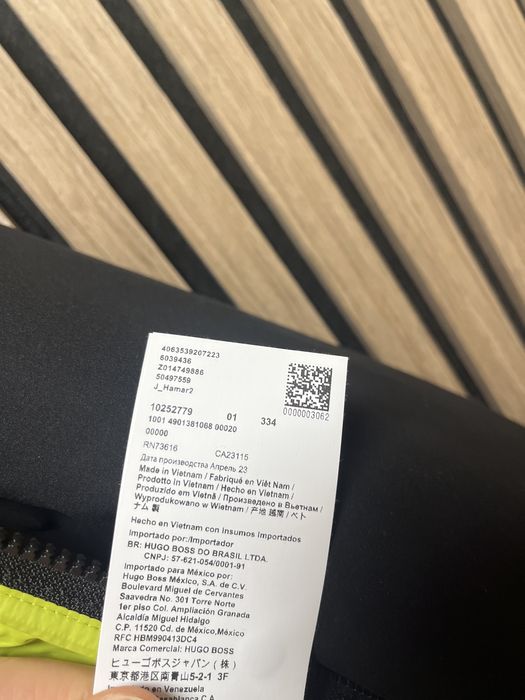 4063539207223
6039436
Z014749886
50497559
J_Hamar2
0000003062
10252779 01 334
1001 4901381068 00020
00000
RN73616 CA23115
Дата производства Апрель 23
Made in Vietnam / Fabriqué en Viêt Nam /
Prodotto in Vietnam / Hecho en Vietnam /
Produzido em Vietnã / Произведено в Вьетнам /
Wyprodukowano w Wietnam / 产地 越南 / ベト
ナム 製
Hecho en Vietnam con Insumos Importados
Importado por:/Importador
BR: HUGO BOSS DO BRASIL LTDA.
CNPJ: 57-621-054/0001-91
Importado para México por:
Hugo Boss México, S.A. de C.V.
Boulevard Miguel de Cervantes
Saavedra No. 301 Torre Norte
1er piso Col. Ampliación Granada
Alcaldía Miguel Hidalgo
C.P. 11520 Cd. de México,México
RFC HBM990413DC4
Marca Comercial: HUGO BOSS
ヒューゴボスジャパン（株）
東京都港区南青山5-2-1 3F
en Venezuela
C.A.